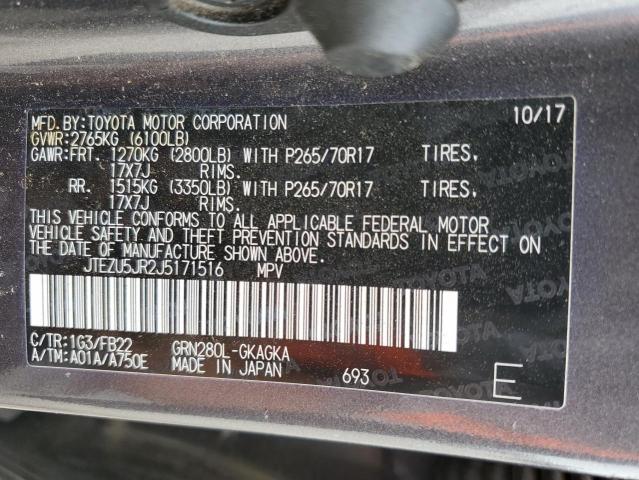 MFD.BY:TOYOTA MOTOR CORPORATION 10/17
GVWR:2765KG (6100LB)
GAWR:FRT. 1270KG (2800LB) WITH P265/70R17 TIRES,
17X7J RIMS.
RR. 1515KG (3350LB) WITH P265/70R17 TIRES,
17X7J RIMS.
THIS VEHICLE CONFORMS TO ALL APPLICABLE FEDERAL MOTOR
VEHICLE SAFETY AND THEFT PREVENTION STANDARDS IN EFFECT ON
THE DATE OF MANUFACTURE SHOWN ABOVE.
JTEZU5JR2J5171516 MPV
C/TR:1G3/FB22 GRN280L-GKAGKA
A/TM:A01A/A750E MADE IN JAPAN 693 E